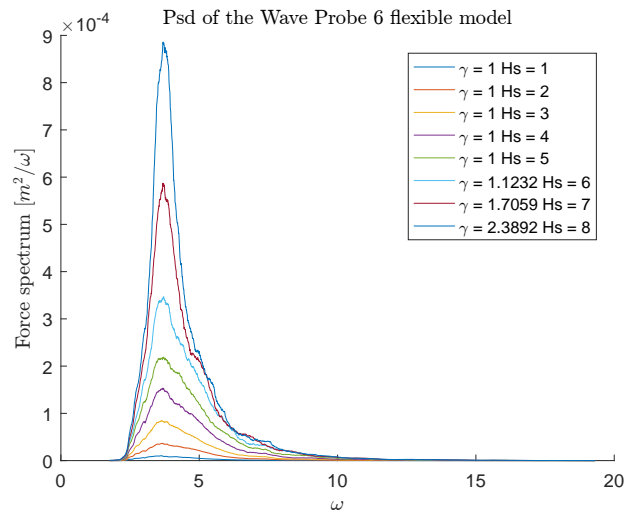 Psd of the Wave Probe 6 flexible model
×10⁻⁴
9
8
7
6
5
4
3
2
1
0
Force spectrum [m²/ω]
γ = 1 Hs = 1
γ = 1 Hs = 2
γ = 1 Hs = 3
γ = 1 Hs = 4
γ = 1 Hs = 5
γ = 1.1232 Hs = 6
γ = 1.7059 Hs = 7
γ = 2.3892 Hs = 8
0 5 10 15 20
ω